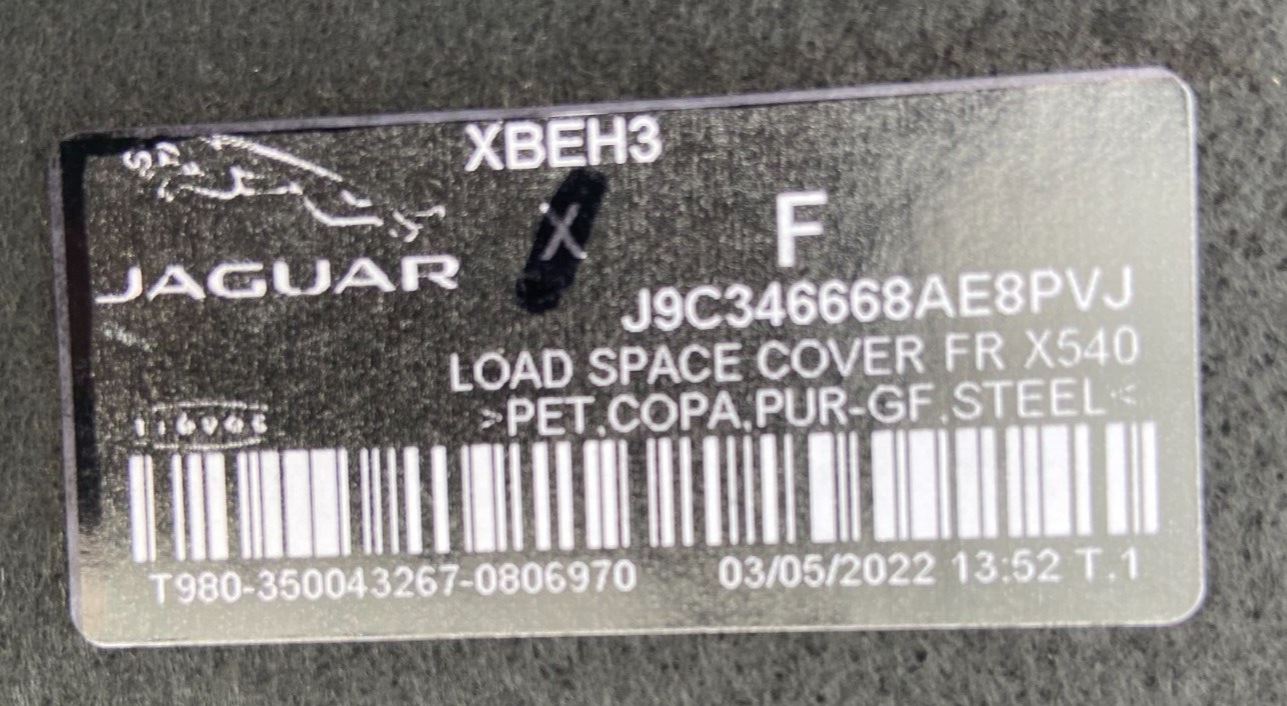 XBEH3
X
F
JAGUAR
J9C346668AE8PVJ
LOAD SPACE COVER FR X540
>PET.COPA.PUR-GF.STEEL<
T980-350043267-0806970
03/05/2022 13:52 T.1